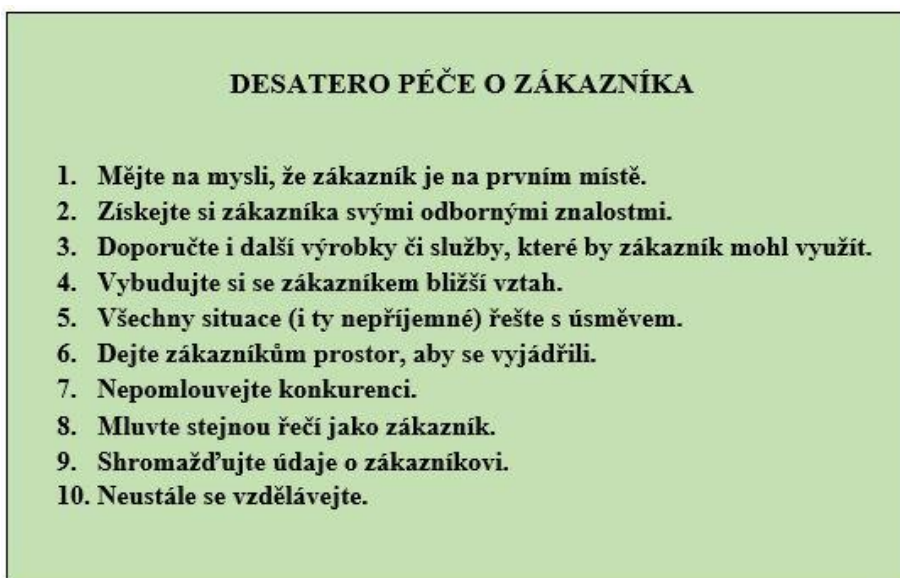 DESATERO PÉČE O ZÁKAZNÍKA
1. Mějte na mysli, že zákazník je na prvním místě.
2. Získejte si zákazníka svými odbornými znalostmi.
3. Doporučte i další výrobky či služby, které by zákazník mohl využít.
4. Vybudujte si se zákazníkem bližší vztah.
5. Všechny situace (i ty nepříjemné) řešte s úsměvem.
6. Dejte zákazníkům prostor, aby se vyjádřili.
7. Nepomlouvejte konkurenci.
8. Mluvte stejnou řečí jako zákazník.
9. Shromažďujte údaje o zákazníkovi.
10. Neustále se vzdělávejte.